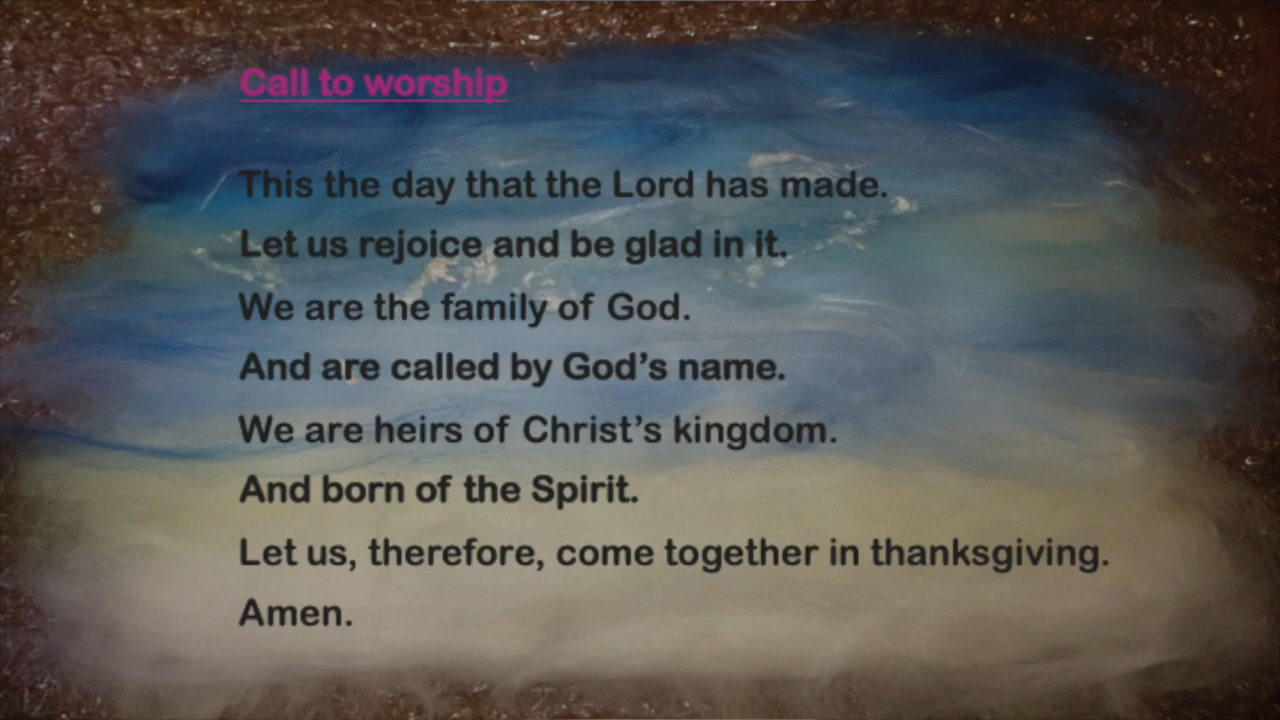 Call to worship
This the day that the Lord has made.
Let us rejoice and be glad in it.
We are the family of God.
And are called by God’s name.
We are heirs of Christ’s kingdom.
And born of the Spirit.
Let us, therefore, come together in thanksgiving.
Amen.